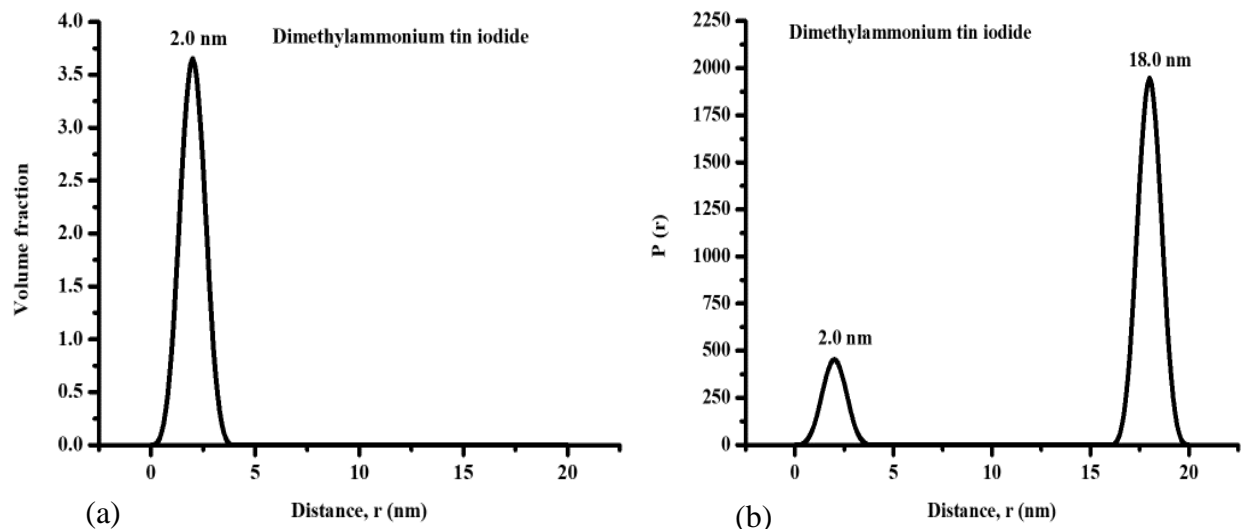 4.0
2.0 nm
Dimethylammonium tin iodide
3.5
3.0
2.5
2.0
1.5
1.0
0.5
0.0
Volume fraction
0
5
10
15
20
Distance, r (nm)
(a)
2250
Dimethylammonium tin iodide
18.0 nm
2000
1750
1500
1250
1000
750
2.0 nm
500
250
0
P (r)
0
5
10
15
20
Distance, r (nm)
(b)